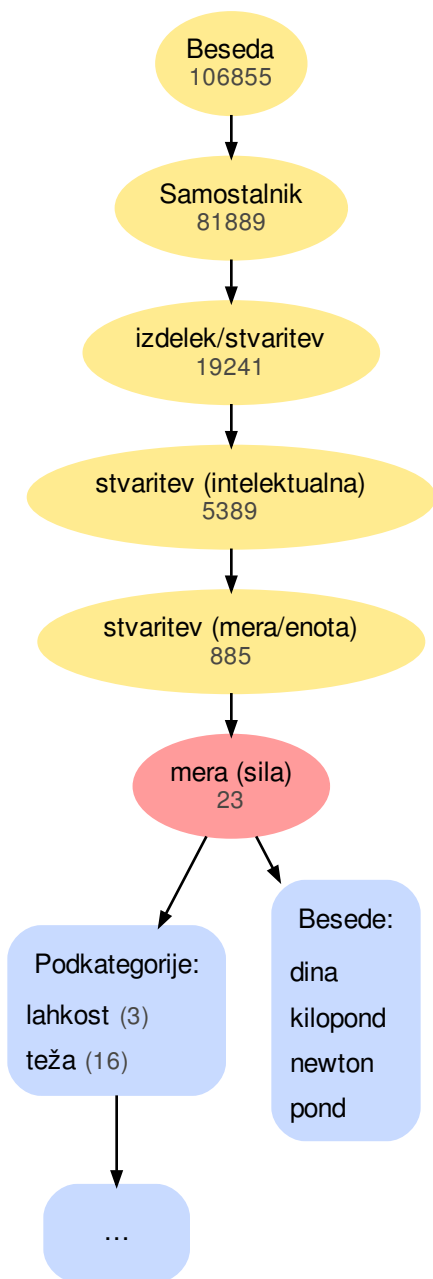 Beseda
106855
Samostalnik
81889
izdelek/stvaritev
19241
stvaritev (intelektualna)
5389
stvaritev (mera/enota)
885
mera (sila)
23
Podkategorije:
lahkost (3)
teža (16)
...
Besede:
dina
kilopond
newton
pond